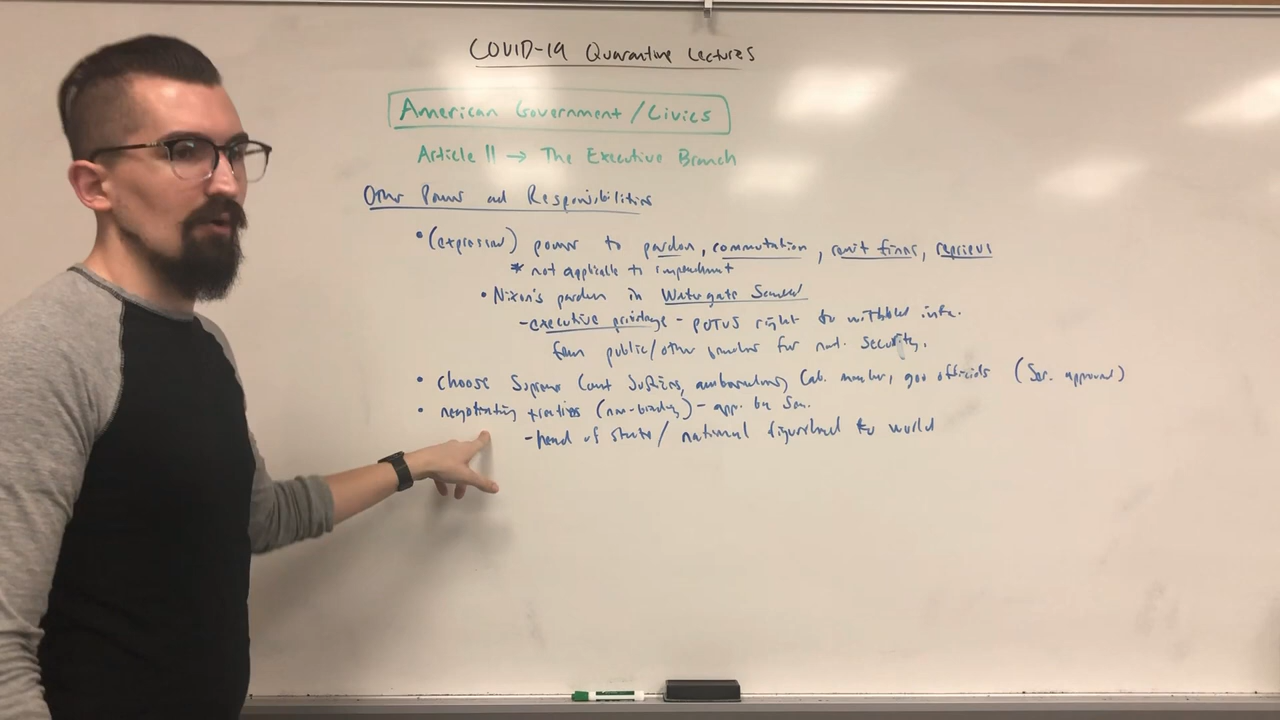 COVID-19 Quarantine Lectures
American Government/Civics
Article II → The Executive Branch
Other Powers and Responsibilities
• (expressed) power to pardon, commutation, remit fines, reprieve
* not applicable to impeachment
• Nixon's pardon in Watergate Scandal
- executive privilege - POTUS right to withhold info.
from public/other branches for nat. security.
• choose Supreme Court Justices, ambassadors, Cab. member, gov officials (Sen. approval)
• negotiating treaties (non-binding) - app. by Sen.
- head of state/ national figurehead to world